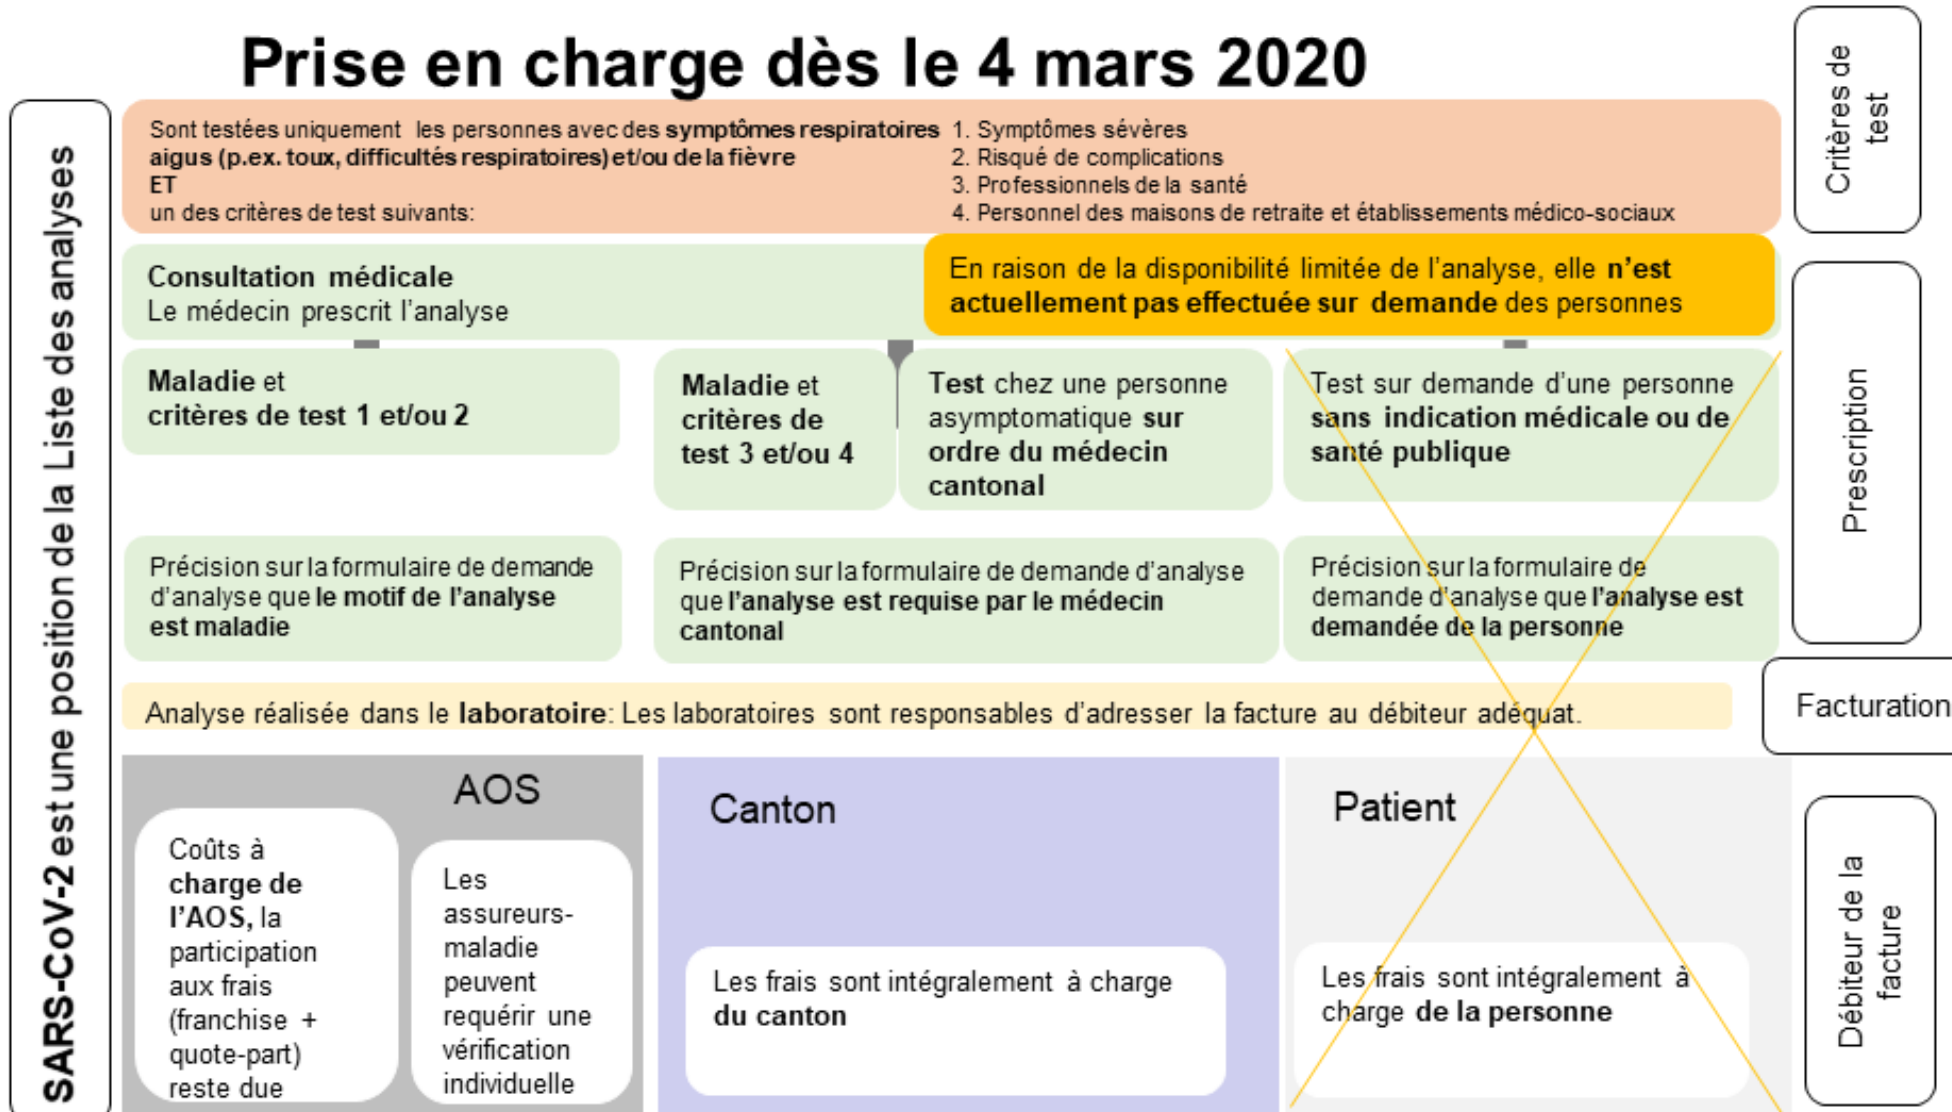 Prise en charge dès le 4 mars 2020
SARS-CoV-2 est une position de la Liste des analyses
Critères de
test
Sont testées uniquement les personnes avec des symptômes respiratoires
aigus (p.ex. toux, difficultés respiratoires) et/ou de la fièvre
ET
un des critères de test suivants:
1. Symptômes sévères
2. Risqué de complications
3. Professionnels de la santé
4. Personnel des maisons de retraite et établissements médico-sociaux
Prescription
Consultation médicale
Le médecin prescrit l'analyse
En raison de la disponibilité limitée de l'analyse, elle n'est
actuellement pas effectuée sur demande des personnes
Maladie et
critères de test 1 et/ou 2
Maladie et
critères de
test 3 et/ou 4
Test chez une personne
asymptomatique sur
ordre du médecin
cantonal
Test sur demande d'une personne
sans indication médicale ou de
santé publique
Précision sur la formulaire de demande
d'analyse que le motif de l'analyse
est maladie
Précision sur la formulaire de demande d'analyse
que l'analyse est requise par le médecin
cantonal
Précision sur la formulaire de
demande d'analyse que l'analyse est
demandée de la personne
Facturation
Analyse réalisée dans le laboratoire: Les laboratoires sont responsables d'adresser la facture au débiteur adéquat.
Débiteur de la
facture
AOS
Coûts à
charge de
l'AOS, la
participation
aux frais
(franchise +
quote-part)
reste due
Les
assureurs-
maladie
peuvent
requérir une
vérification
individuelle
Canton
Les frais sont intégralement à charge
du canton
Patient
Les frais sont intégralement à
charge de la personne